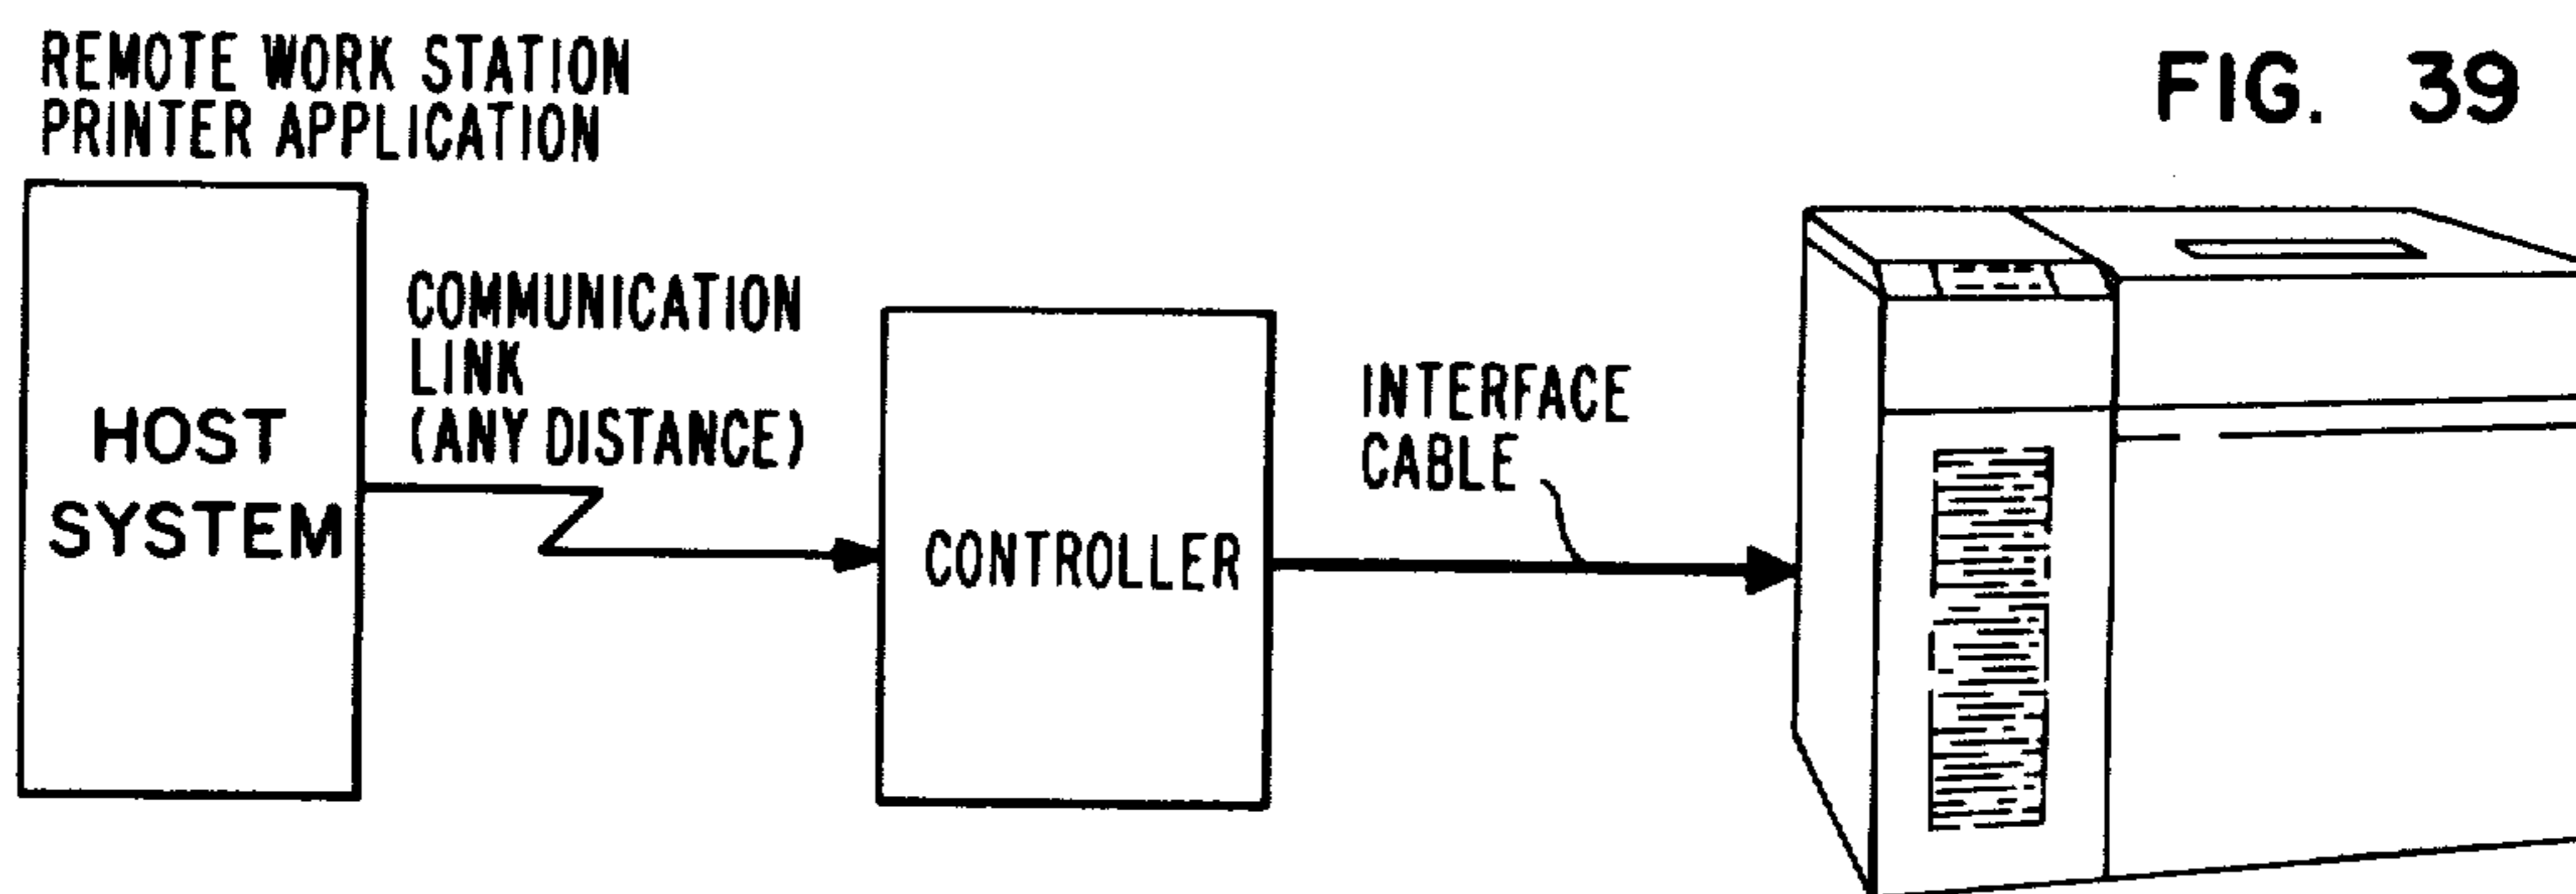 REMOTE WORK STATION
PRINTER APPLICATION
FIG. 39
HOST
SYSTEM
COMMUNICATION
LINK
(ANY DISTANCE)
CONTROLLER
INTERFACE
CABLE